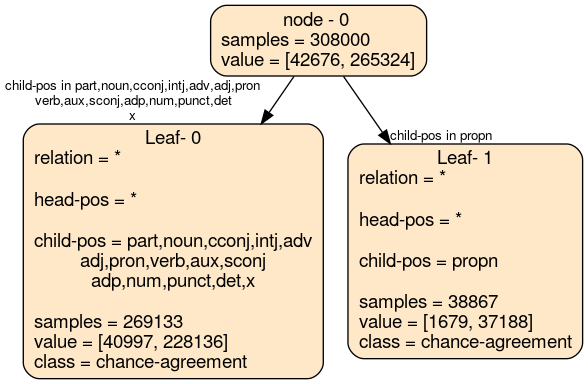 node - 0
samples = 308000
value = [42676, 265324]
child-pos in part,noun,cconj,intj,adv,adj,pron
verb,aux,sconj,adp,num,punct,det
x
child-pos in propn
Leaf- 0
relation = *
head-pos = *
child-pos = part,noun,cconj,intj,adv
adj,pron,verb,aux,sconj
adp,num,punct,det,x
samples = 269133
value = [40997, 228136]
class = chance-agreement
Leaf- 1
relation = *
head-pos = *
child-pos = propn
samples = 38867
value = [1679, 37188]
class = chance-agreement